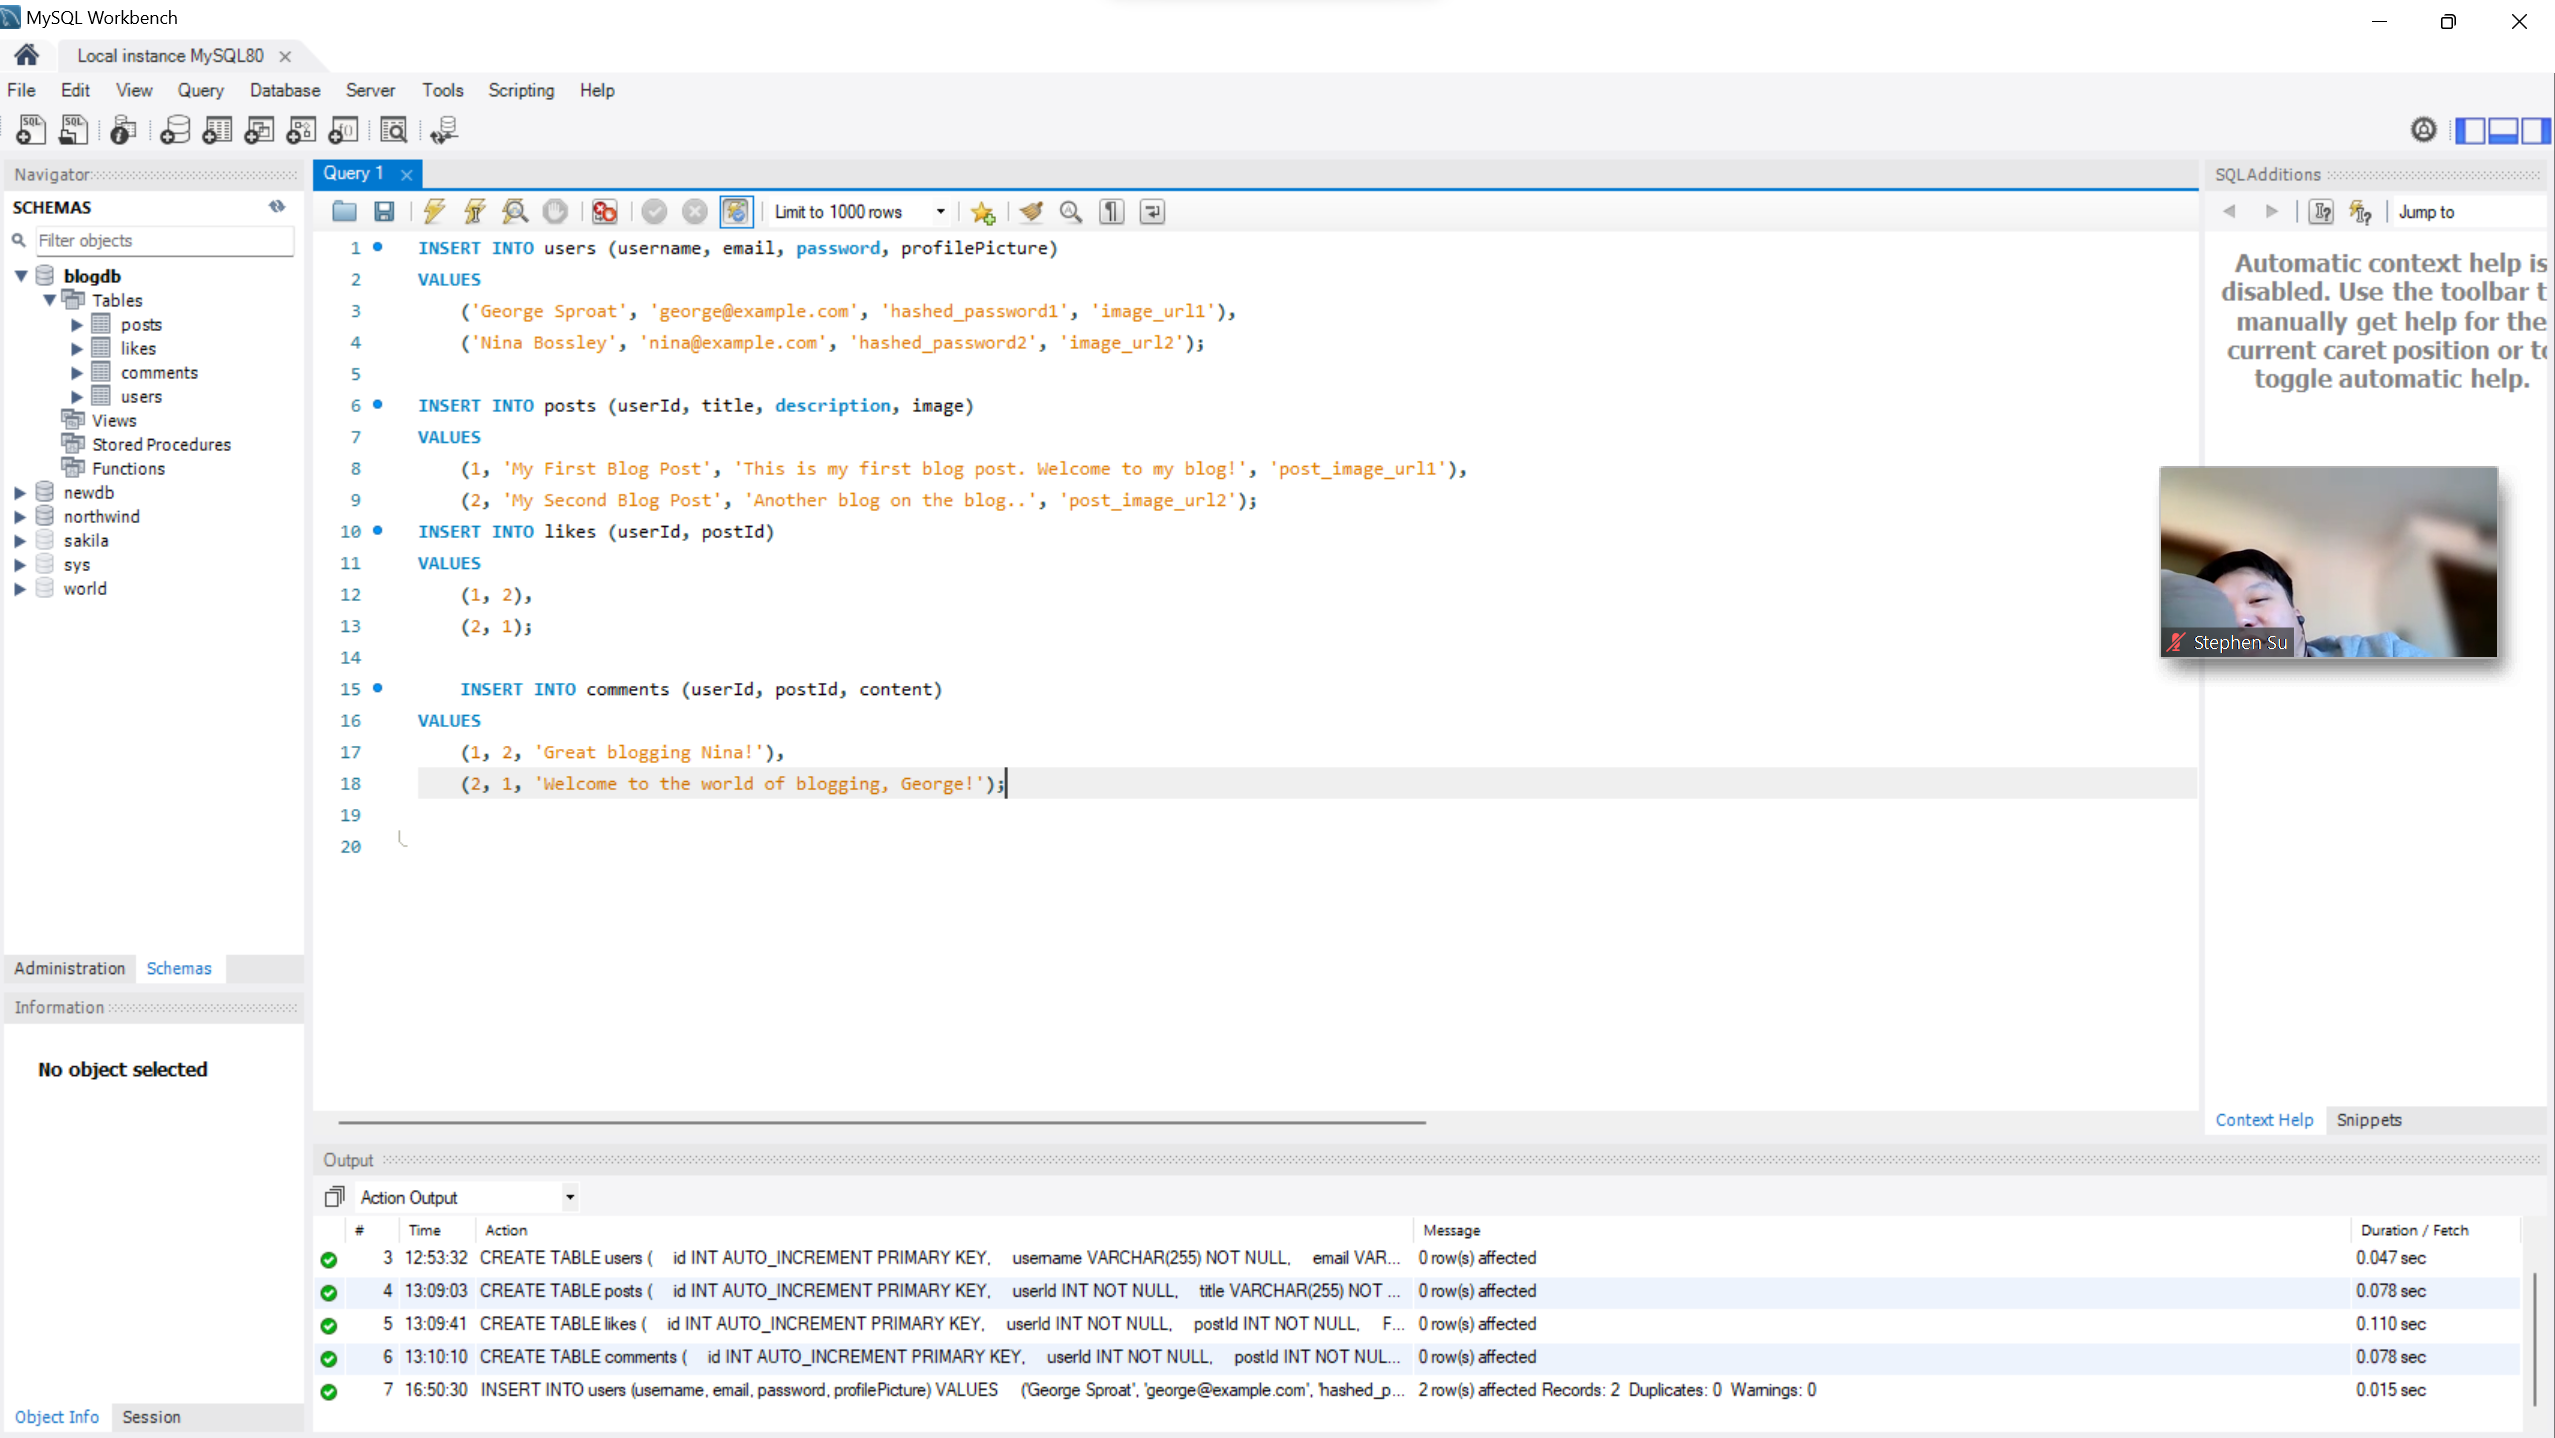 MySQL Workbench
Local instance MySQL80
File Edit View Query Database Server Tools Scripting Help
Navigator
SCHEMAS
Filter objects
blogdb
Tables
posts
likes
comments
users
Views
Stored Procedures
Functions
newdb
northwind
sakila
sys
world
Administration Schemas
Information
No object selected
Object Info Session
Query 1
Limit to 1000 rows
1 INSERT INTO users (username, email, password, profilePicture)
2 VALUES
3 ('George Sproat', 'george@example.com', 'hashed_password1', 'image_url1'),
4 ('Nina Bossley', 'nina@example.com', 'hashed_password2', 'image_url2');
5
6 INSERT INTO posts (userId, title, description, image)
7 VALUES
8 (1, 'My First Blog Post', 'This is my first blog post. Welcome to my blog!', 'post_image_url1'),
9 (2, 'My Second Blog Post', 'Another blog on the blog..', 'post_image_url2');
10 INSERT INTO likes (userId, postId)
11 VALUES
12 (1, 2),
13 (2, 1);
14
15 INSERT INTO comments (userId, postId, content)
16 VALUES
17 (1, 2, 'Great blogging Nina!'),
18 (2, 1, 'Welcome to the world of blogging, George!');
19
20
SQLAdditions
Jump to
Automatic context help is
disabled. Use the toolbar t
manually get help for the
current caret position or to
toggle automatic help.
Stephen Su
Context Help Snippets
Output
Action Output
# Time Action Message Duration / Fetch
3 12:53:32 CREATE TABLE users ( id INT AUTO_INCREMENT PRIMARY KEY, username VARCHAR(255) NOT NULL, email VAR... 0 row(s) affected 0.047 sec
4 13:09:03 CREATE TABLE posts ( id INT AUTO_INCREMENT PRIMARY KEY, userId INT NOT NULL, title VARCHAR(255) NOT ... 0 row(s) affected 0.078 sec
5 13:09:41 CREATE TABLE likes ( id INT AUTO_INCREMENT PRIMARY KEY, userId INT NOT NULL, postId INT NOT NULL, F... 0 row(s) affected 0.110 sec
6 13:10:10 CREATE TABLE comments ( id INT AUTO_INCREMENT PRIMARY KEY, userId INT NOT NULL, postId INT NOT NUL... 0 row(s) affected 0.078 sec
7 16:50:30 INSERT INTO users (username, email, password, profilePicture) VALUES ('George Sproat', 'george@example.com', 'hashed_p... 2 row(s) affected Records: 2 Duplicates: 0 Warnings: 0 0.015 sec